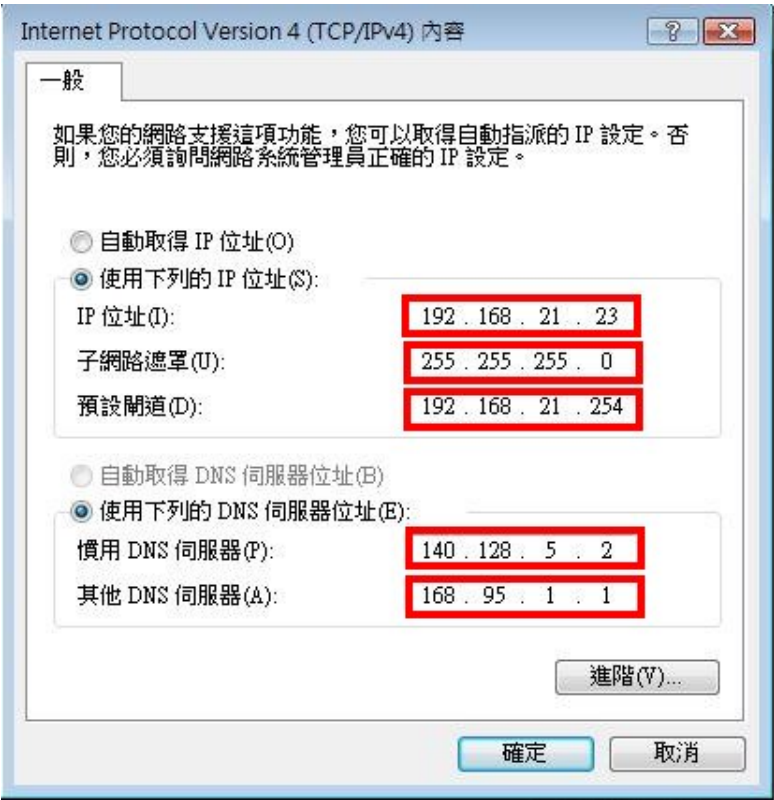 Internet Protocol Version 4 (TCP/IPv4) 內容
一般
如果您的網路支援這項功能，您可以取得自動指派的 IP 設定。否
則，您必須詢問網路系統管理員正確的 IP 設定。
自動取得 IP 位址(O)
使用下列的 IP 位址(S):
IP 位址(I): 192 . 168 . 21 . 23
子網路遮罩(U): 255 . 255 . 255 . 0
預設閘道(D): 192 . 168 . 21 . 254
自動取得 DNS 伺服器位址(B)
使用下列的 DNS 伺服器位址(E):
慣用 DNS 伺服器(P): 140 . 128 . 5 . 2
其他 DNS 伺服器(A): 168 . 95 . 1 . 1
進階(V)...
確定 取消